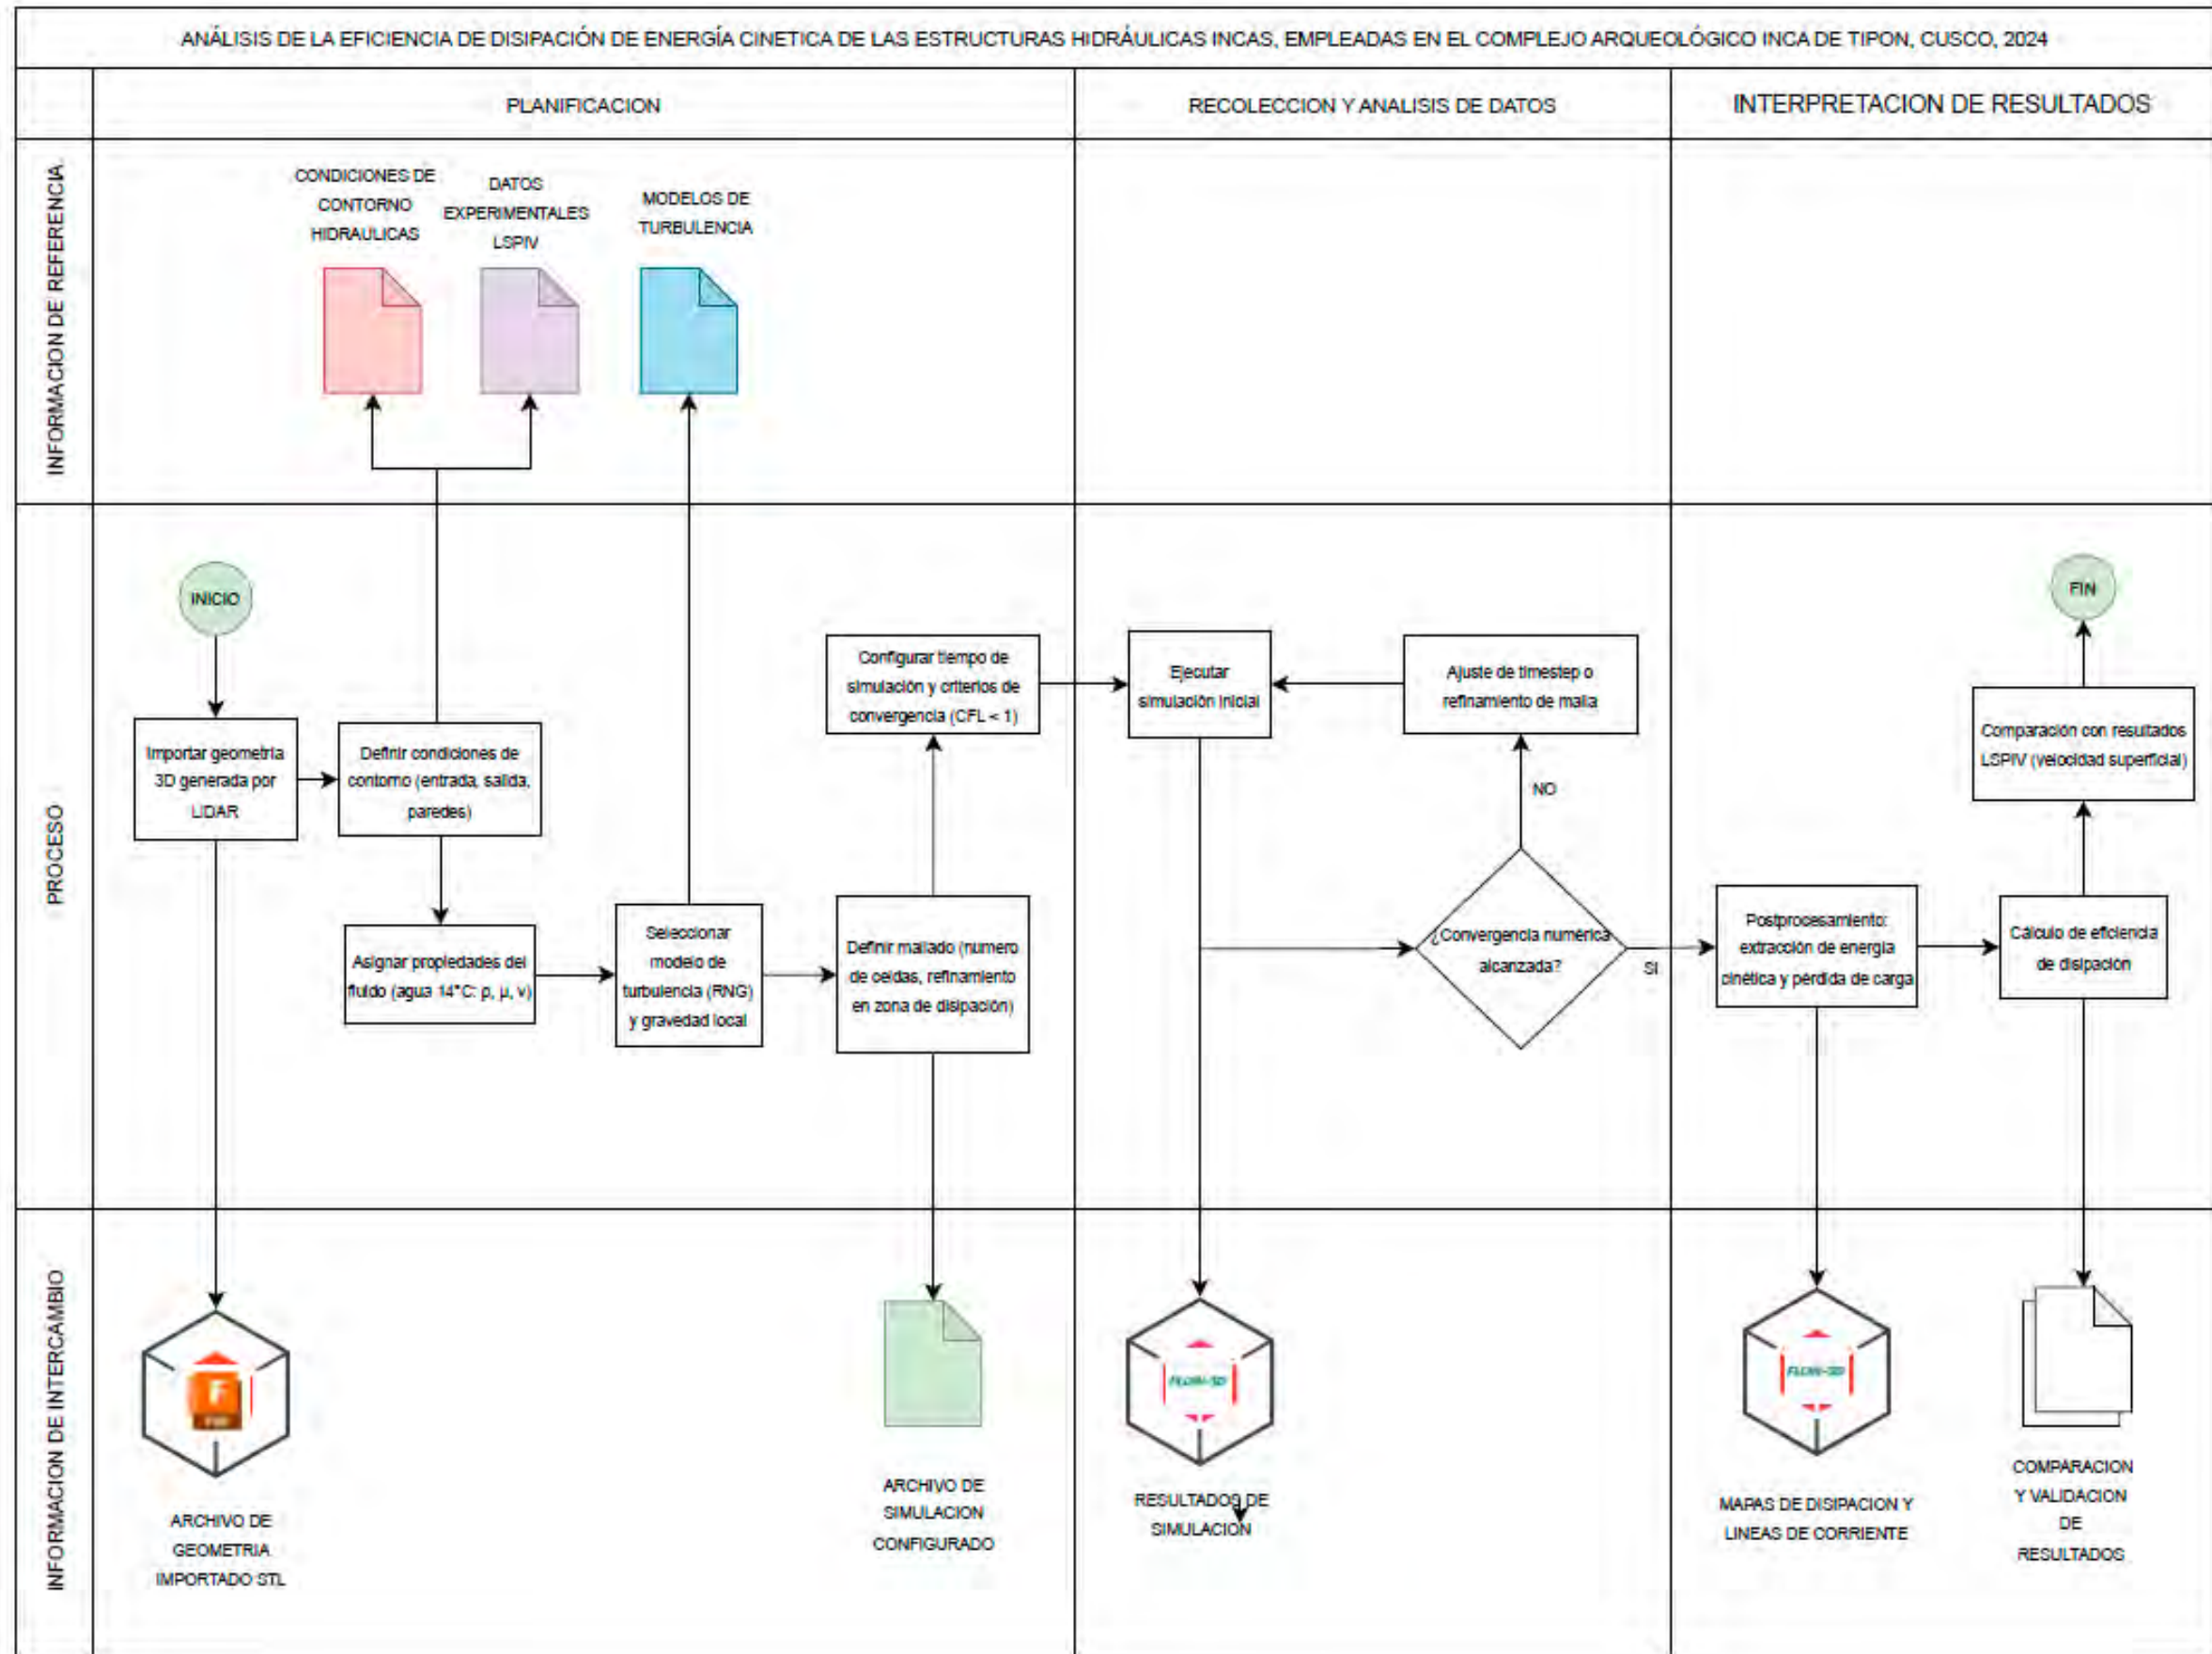 ANÁLISIS DE LA EFICIENCIA DE DISIPACIÓN DE ENERGÍA CINETICA DE LAS ESTRUCTURAS HIDRÁULICAS INCAS, EMPLEADAS EN EL COMPLEJO ARQUEOLÓGICO INCA DE TIPON, CUSCO, 2024
PLANIFICACION
RECOLECCION Y ANALISIS DE DATOS
INTERPRETACION DE RESULTADOS
INFORMACION DE REFERENCIA
CONDICIONES DE
CONTORNO
HIDRAULICAS
DATOS
EXPERIMENTALES
LSPIV
MODELOS DE
TURBULENCIA
PROCESO
INICIO
Importar geometría
3D generada por
LIDAR
Definir condiciones de
contorno (entrada, salida,
paredes)
Asignar propiedades del
fluido (agua 14°C: ρ, μ, ν)
Seleccionar
modelo de
turbulencia (RNG)
y gravedad local
Definir mallado (numero
de celdas, refinamiento
en zona de disipación)
Configurar tiempo de
simulación y criterios de
convergencia (CFL < 1)
Ejecutar
simulación inicial
Ajuste de timestep o
refinamiento de malla
NO
¿Convergencia numérica
alcanzada?
SI
Postprocesamiento:
extracción de energía
cinética y pérdida de carga
Cálculo de eficiencia
de disipación
Comparación con resultados
LSPIV (velocidad superficial)
FIN
INFORMACION DE INTERCAMBIO
F
ARCHIVO DE
GEOMETRIA
IMPORTADO STL
ARCHIVO DE
SIMULACION
CONFIGURADO
FLOW-3D
RESULTADOS DE
SIMULACION
FLOW-3D
MAPAS DE DISIPACION Y
LINEAS DE CORRIENTE
COMPARACION
Y VALIDACION
DE
RESULTADOS